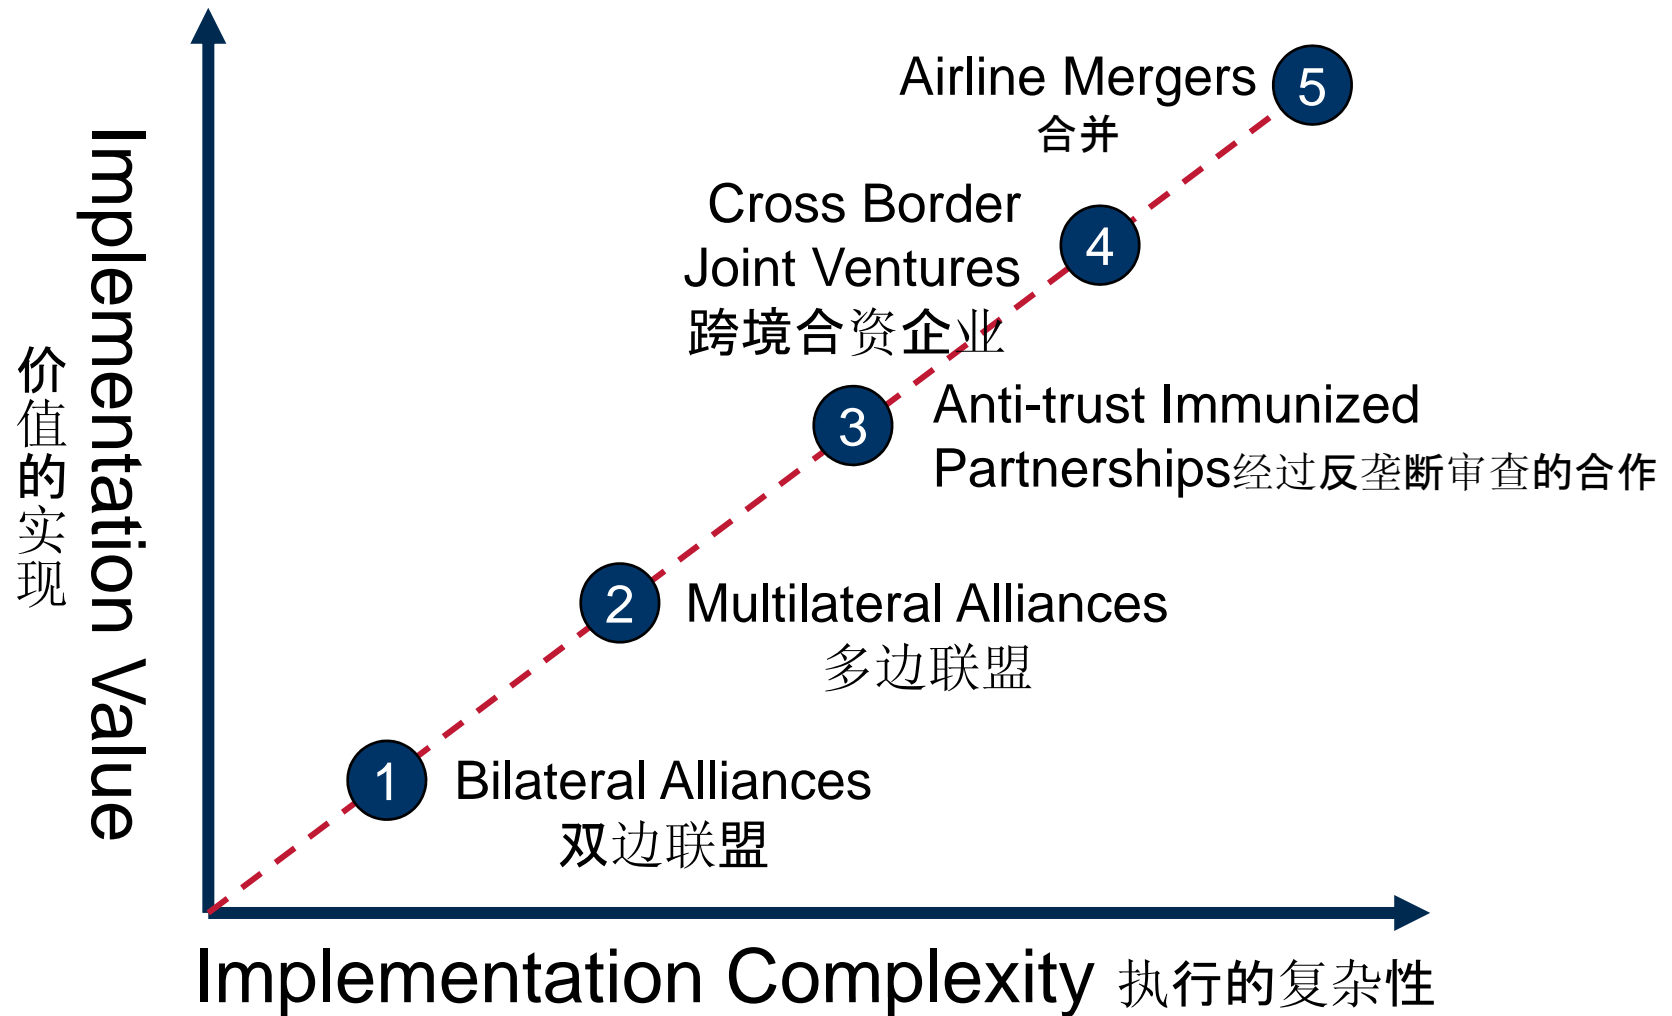 Airline Mergers
合并
5
Cross Border
Joint Ventures
跨境合资企业
4
3
Anti-trust Immunized
Partnerships经过反垄断审查的合作
2
Multilateral Alliances
多边联盟
1
Bilateral Alliances
双边联盟
Implementation Value
价值的实现
Implementation Complexity 执行的复杂性